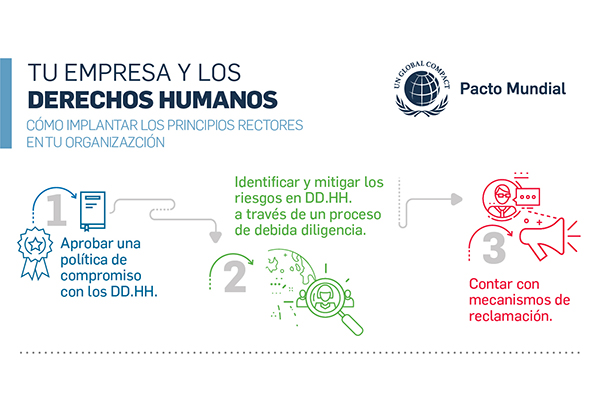 TU EMPRESA Y LOS
DERECHOS HUMANOS
CÓMO IMPLANTAR LOS PRINCIPIOS RECTORES
EN TU ORGANIZAZCIÓN
UN GLOBAL COMPACT
Pacto Mundial
1
Aprobar una
política de
compromiso
con los DD.HH.
2
Identificar y mitigar los
riesgos en DD.HH.
a través de un proceso
de debida diligencia.
3
Contar con
mecanismos de
reclamación.